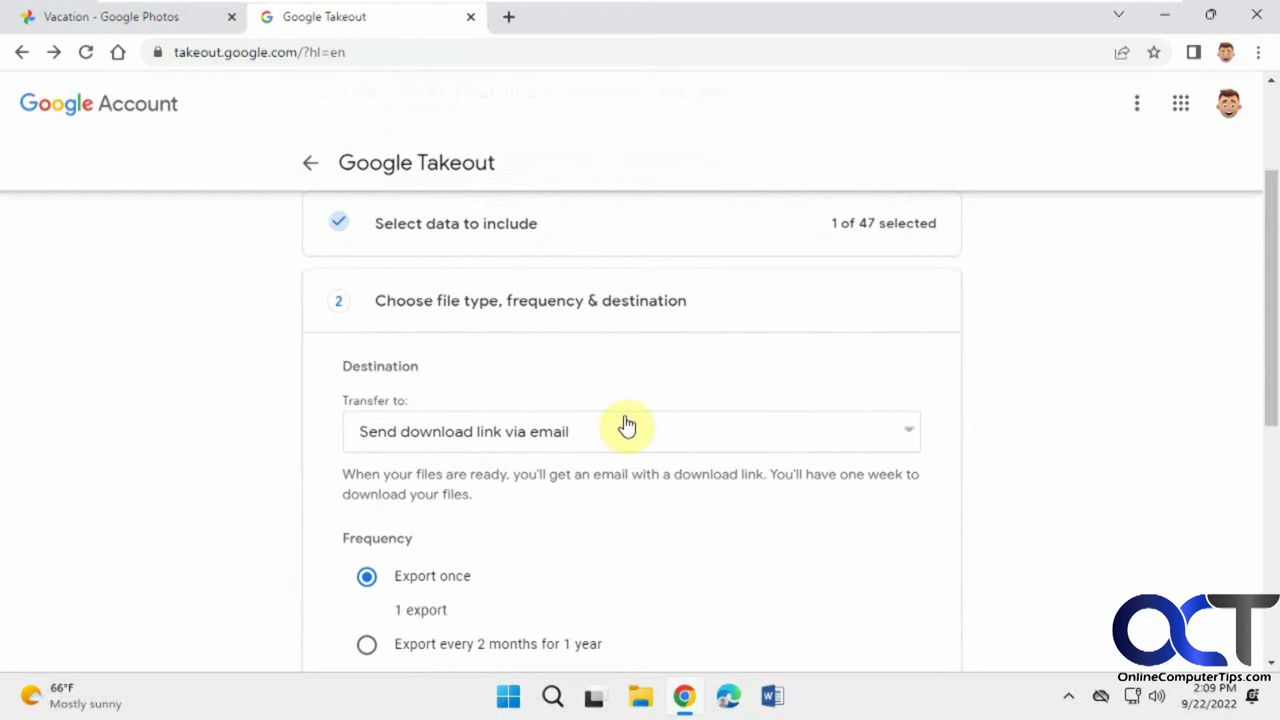 Vacation - Google Photos
Google Takeout
takeout.google.com/?hl=en
Google Account
Google Takeout
Select data to include
1 of 47 selected
2
Choose file type, frequency & destination
Destination
Transfer to:
Send download link via email
When your files are ready, you'll get an email with a download link. You'll have one week to
download your files.
Frequency
Export once
1 export
Export every 2 months for 1 year
OCT
OnlineComputerTips.com
66°F
Mostly sunny
2:09 PM
9/22/2022